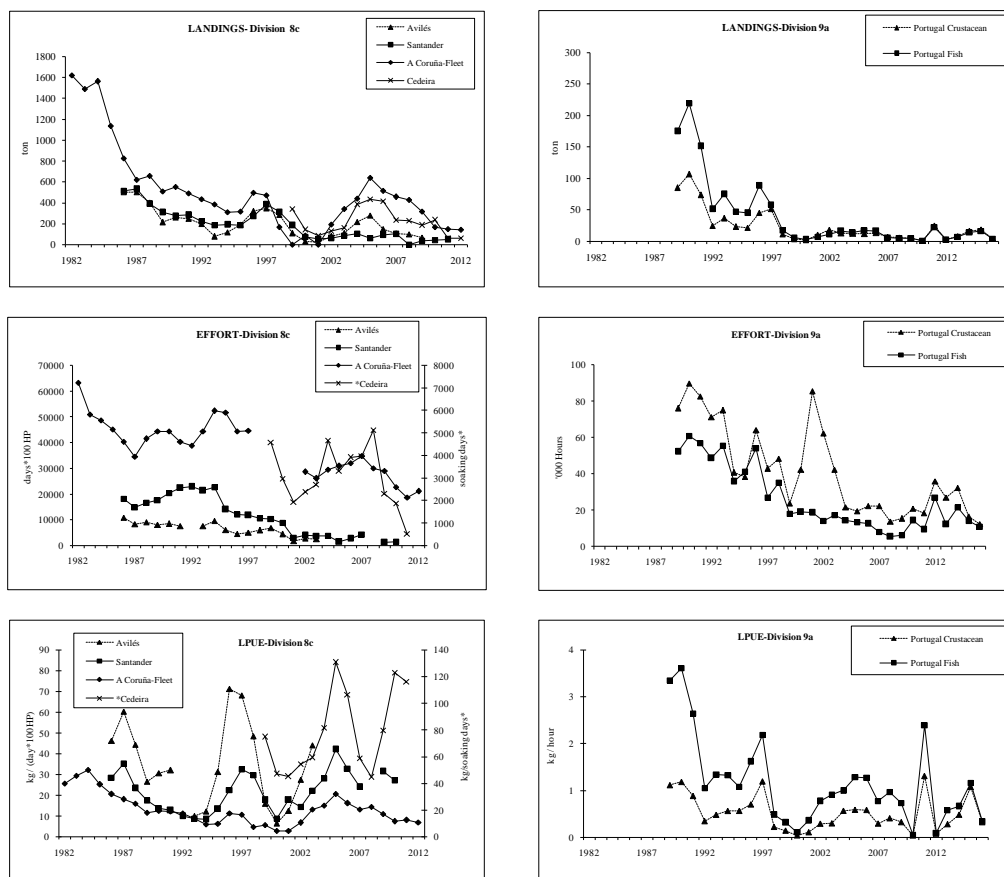 LANDINGS- Division 8c
Avilés
Santander
A Coruña-Fleet
Cedeira
ton
1800
1600
1400
1200
1000
800
600
400
200
0
1982 1987 1992 1997 2002 2007 2012
LANDINGS-Division 9a
Portugal Crustacean
Portugal Fish
ton
300
250
200
150
100
50
0
1982 1987 1992 1997 2002 2007 2012
EFFORT-Division 8c
Avilés
Santander
A Coruña-Fleet
*Cedeira
days*100 HP
70000
60000
50000
40000
30000
20000
10000
0
8000
7000
6000
5000
4000
3000
2000
1000
0
soaking days*
1982 1987 1992 1997 2002 2007 2012
EFFORT-Division 9a
Portugal Crustacean
Portugal Fish
'000 Hours
100
80
60
40
20
0
1982 1987 1992 1997 2002 2007 2012
LPUE-Division 8c
Avilés
Santander
A Coruña-Fleet
*Cedeira
kg / (day*100 HP)
90
80
70
60
50
40
30
20
10
0
140
120
100
80
60
40
20
0
kg/soaking days*
1982 1987 1992 1997 2002 2007 2012
LPUE-Division 9a
Portugal Crustacean
Portugal Fish
kg / hour
4
3
2
1
0
1982 1987 1992 1997 2002 2007 2012